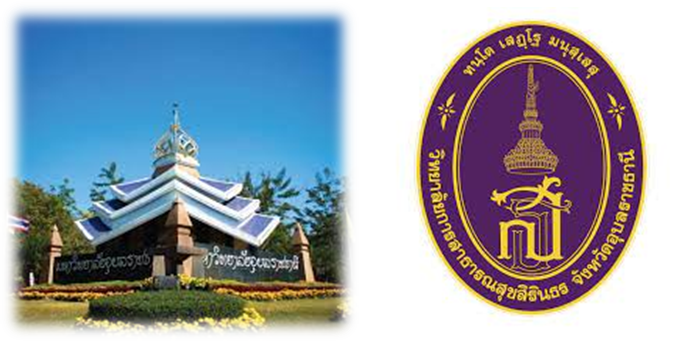 มหาวิทยาลัยอุบลราชธานี
มหาวิทยาลัยอุบลราชธานี
ทนฺโต เสฏฺโฐ มนุสฺเสสุ
สธ
วิทยาลัยการสาธารณสุขสิรินธร จังหวัดอุบลราชธานี